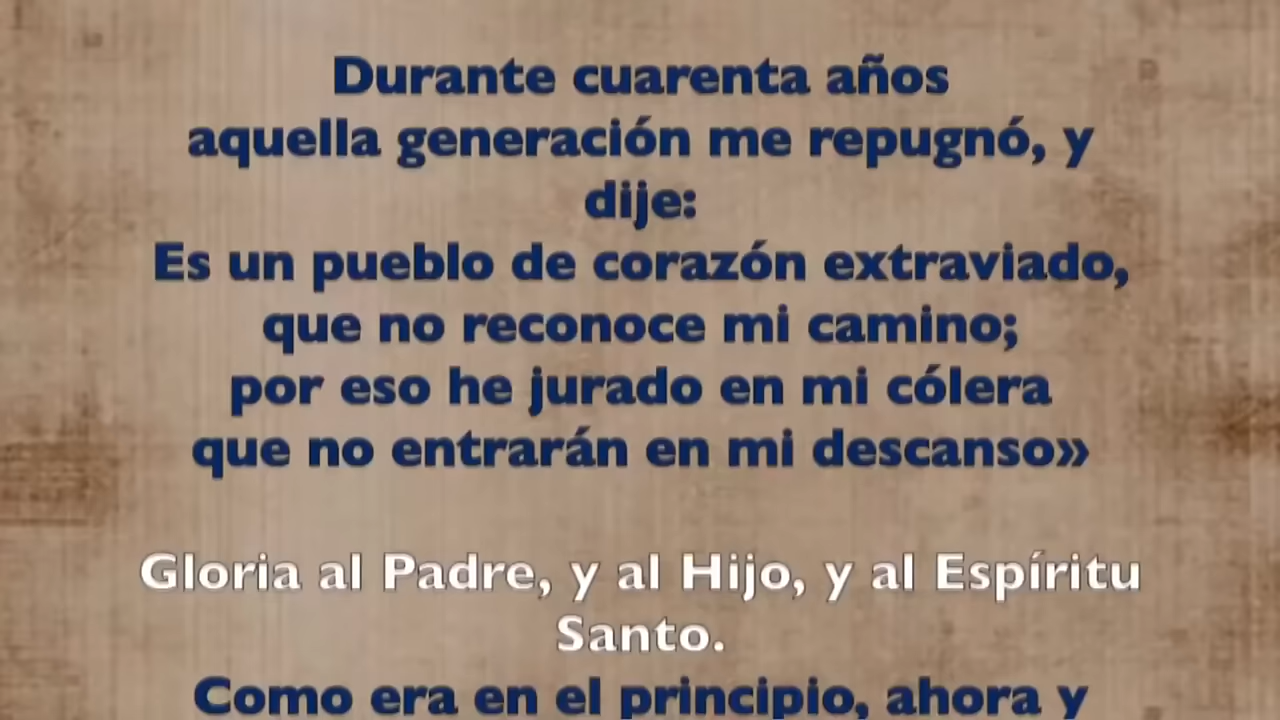 Durante cuarenta años
aquella generación me repugnó, y
dije:
Es un pueblo de corazón extraviado,
que no reconoce mi camino;
por eso he jurado en mi cólera
que no entrarán en mi descanso»
Gloria al Padre, y al Hijo, y al Espíritu
Santo.
Como era en el principio, ahora y